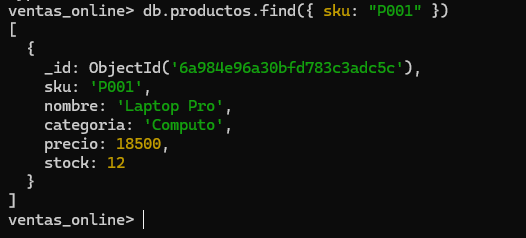 ventas_online> db.productos.find({ sku: "P001" })
[
  {
    _id: ObjectId('6a984e96a30bfd783c3adc5c'),
    sku: 'P001',
    nombre: 'Laptop Pro',
    categoria: 'Computo',
    precio: 18500,
    stock: 12
  }
]
ventas_online>